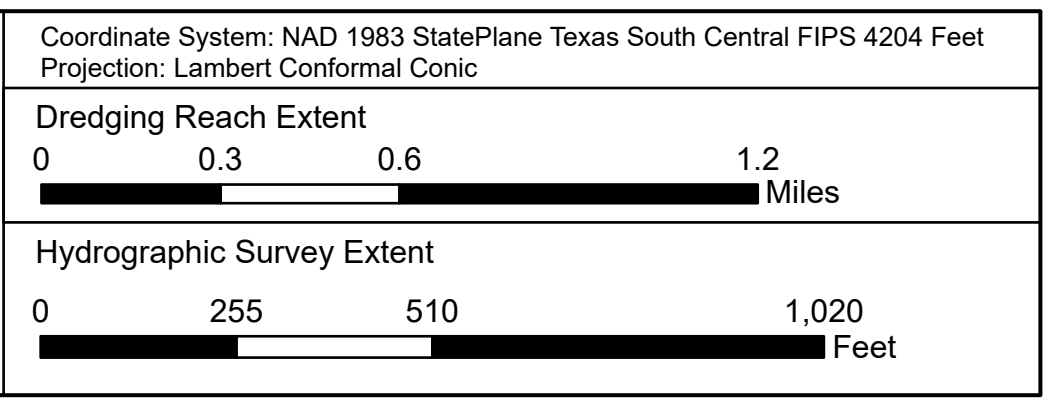 Coordinate System: NAD 1983 StatePlane Texas South Central FIPS 4204 Feet
Projection: Lambert Conformal Conic
Dredging Reach Extent
0 0.3 0.6 1.2
Miles
Hydrographic Survey Extent
0 255 510 1,020
Feet